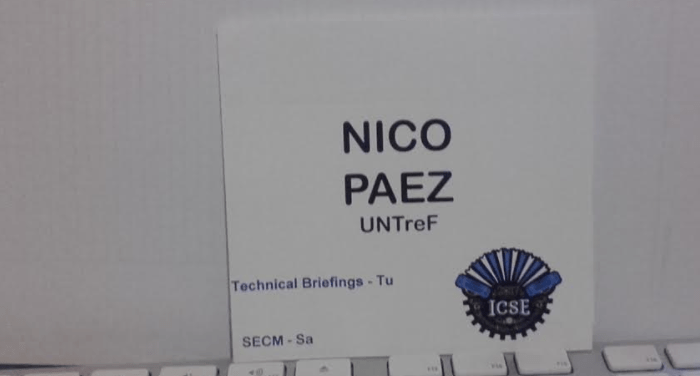 NICO
PAEZ
UNTreF
Technical Briefings - Tu
ICSE
SECM - Sa